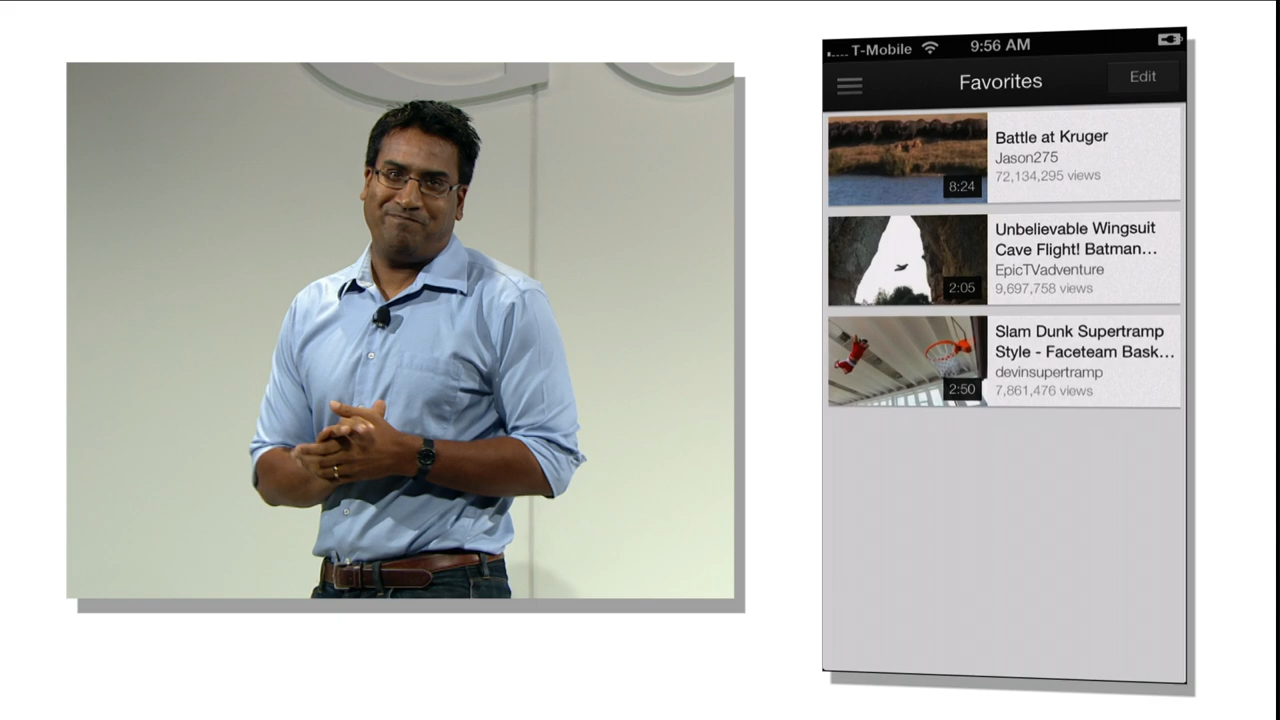 T-Mobile 9:56 AM
Favorites Edit
Battle at Kruger
Jason275
72,134,295 views
8:24
Unbelievable Wingsuit
Cave Flight! Batman...
EpicTVadventure
9,697,758 views
2:05
Slam Dunk Supertramp
Style - Faceteam Bask...
devinsupertramp
7,861,476 views
2:50